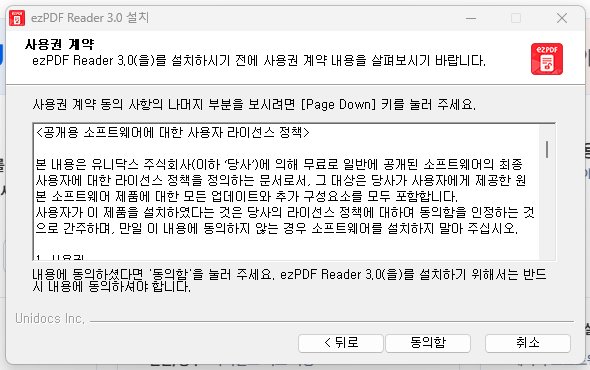 ezPDF Reader 3.0 설치
사용권 계약
ezPDF Reader 3.0(을)를 설치하시기 전에 사용권 계약 내용을 살펴보시기 바랍니다.
ezPDF
사용권 계약 동의 사항의 나머지 부분을 보시려면 [Page Down] 키를 눌러 주세요.
<공개용 소프트웨어에 대한 사용자 라이선스 정책>
본 내용은 유니닥스 주식회사(이하 ‘당사’)에 의해 무료로 일반에 공개된 소프트웨어의 최종
사용자에 대한 라이선스 정책을 정의하는 문서로서, 그 대상은 당사가 사용자에게 제공한 원
본 소프트웨어 제품에 대한 모든 업데이트와 추가 구성요소를 모두 포함합니다.
사용자가 이 제품을 설치하였다는 것은 당사의 라이선스 정책에 대하여 동의함을 인정하는 것
으로 간주하며, 만일 이 내용에 동의하지 않는 경우 소프트웨어를 설치하지 말아 주십시오.
1. 사용권
내용에 동의하셨다면 '동의함'을 눌러 주세요. ezPDF Reader 3.0(을)를 설치하기 위해서는 반드
시 내용에 동의하셔야 합니다.
Unidocs Inc.
< 뒤로
동의함
취소